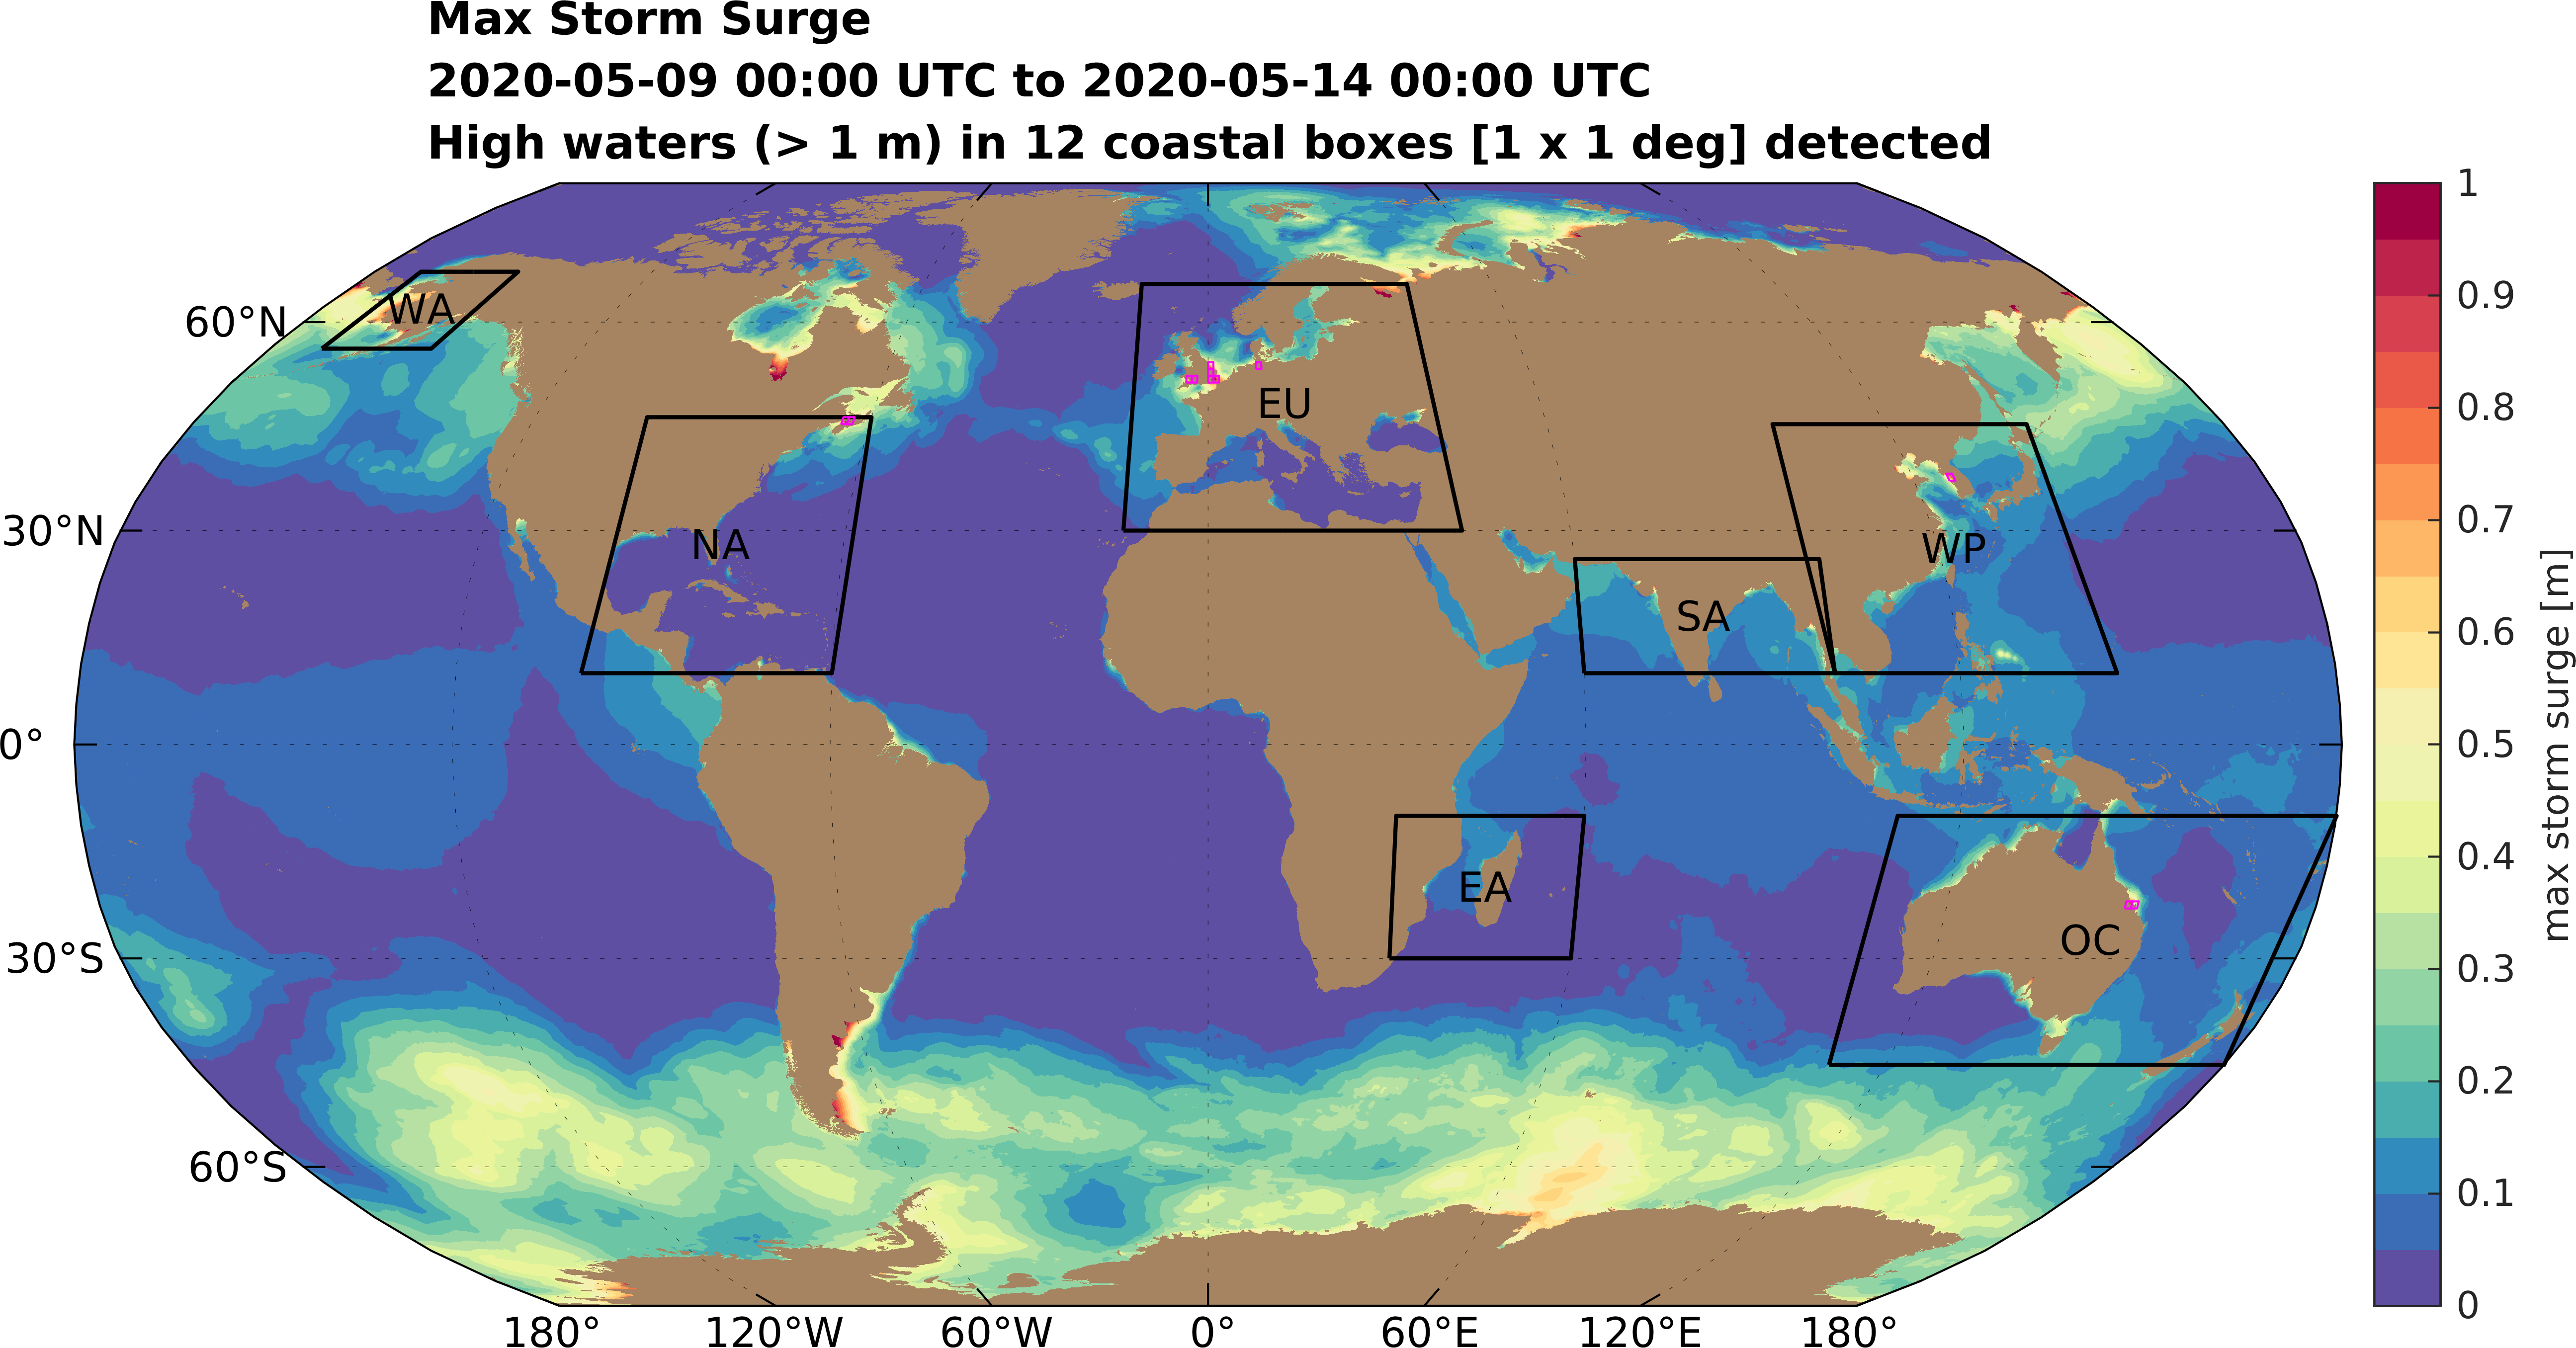 Max Storm Surge
2020-05-09 00:00 UTC to 2020-05-14 00:00 UTC
High waters (> 1 m) in 12 coastal boxes [1 x 1 deg] detected
60°N
30°N
0°
30°S
60°S
WA
NA
EU
SA
WP
EA
OC
180°
120°W
60°W
0°
60°E
120°E
180°
1
0.9
0.8
0.7
0.6
0.5
0.4
0.3
0.2
0.1
0
max storm surge [m]